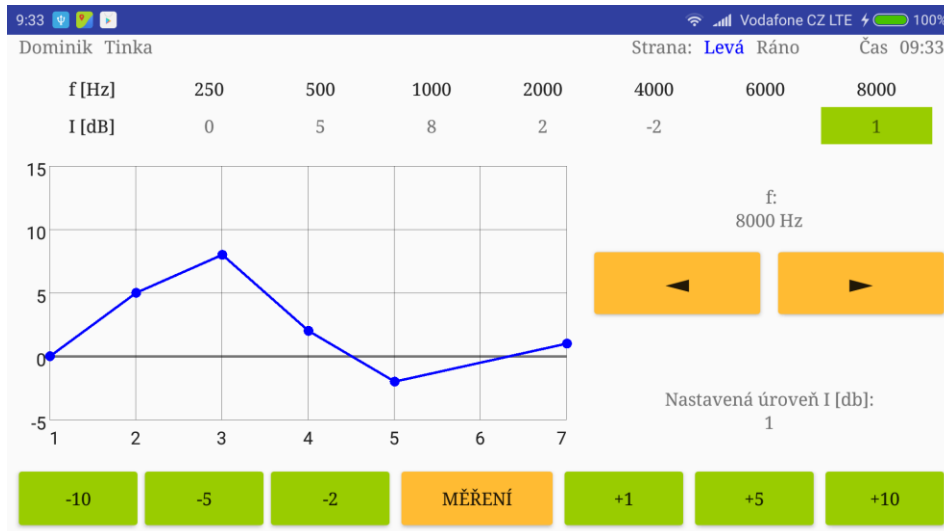 9:33 Vodafone CZ LTE 100%
Dominik Tinka Strana: Levá Ráno Čas 09:33
f [Hz] 250 500 1000 2000 4000 6000 8000
I [dB] 0 5 8 2 -2 1
15
10
5
0
-5
1 2 3 4 5 6 7
f:
8000 Hz
◄ ►
Nastavená úroveň I [db]:
1
-10 -5 -2 MĚŘENÍ +1 +5 +10